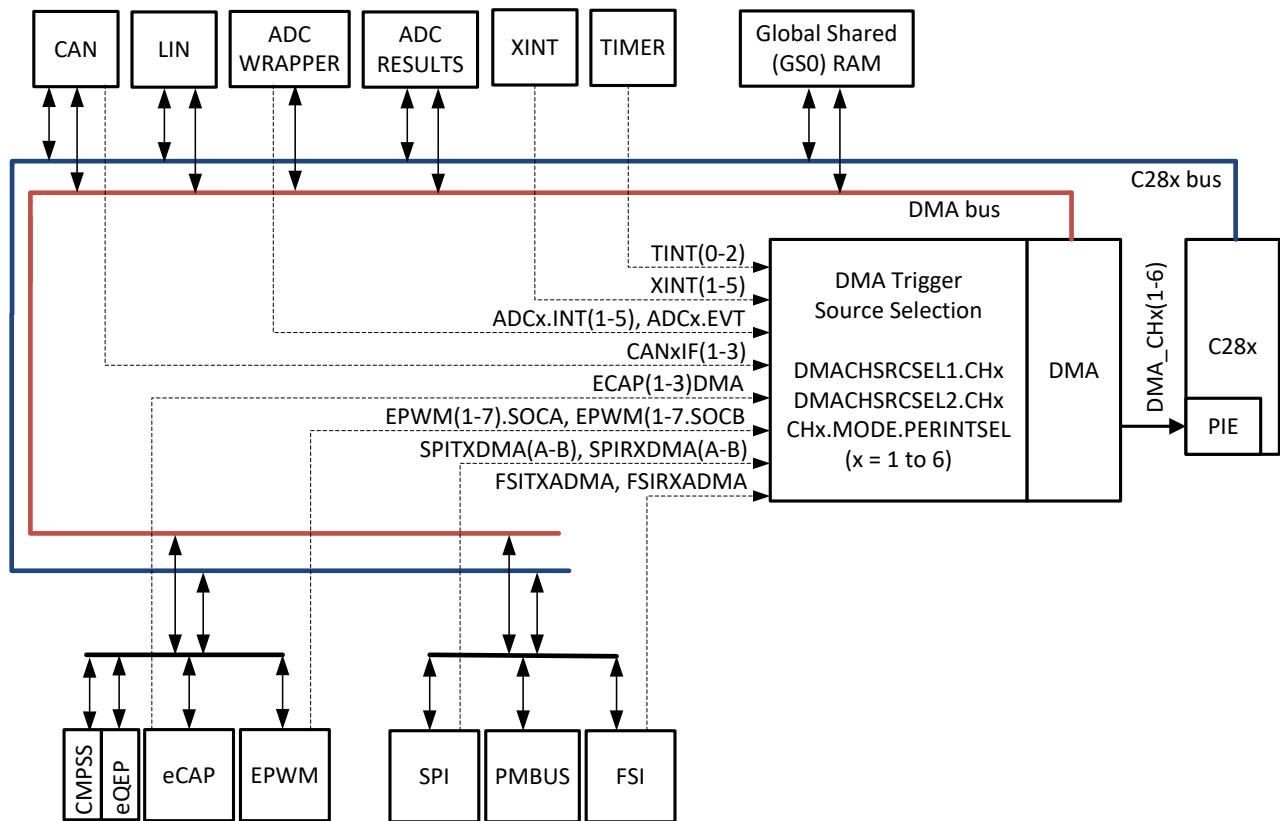 CAN
LIN
ADC
WRAPPER
ADC
RESULTS
XINT
TIMER
Global Shared
(GS0) RAM
C28x bus
DMA bus
TINT(0-2)
XINT(1-5)
ADCx.INT(1-5), ADCx.EVT
CANxIF(1-3)
ECAP(1-3)DMA
EPWM(1-7).SOCA, EPWM(1-7.SOCB
SPITXDMA(A-B), SPIRXDMA(A-B)
FSITXADMA, FSIRXADMA
DMA Trigger
Source Selection
DMACHSRCSEL1.CHx
DMACHSRCSEL2.CHx
CHx.MODE.PERINTSEL
(x = 1 to 6)
DMA
DMA_CHx(1-6)
C28x
PIE
CMPSS
eQEP
eCAP
EPWM
SPI
PMBUS
FSI